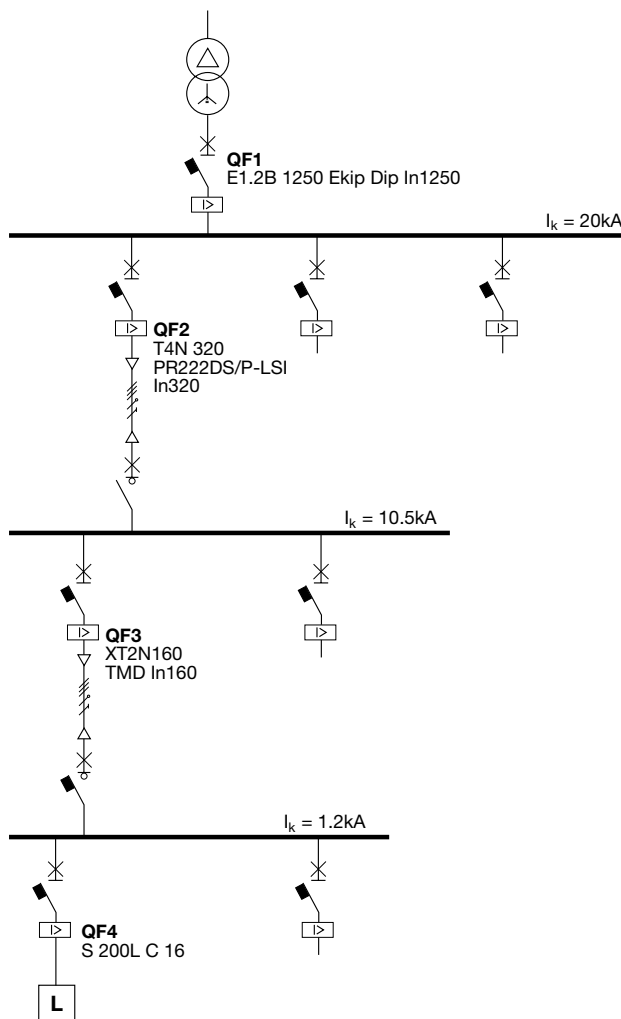 QF1
E1.2B 1250 Ekip Dip In1250
Ik = 20kA
I>
I>
I>
I>
QF2
T4N 320
PR222DS/P-LSI
In320
Ik = 10.5kA
I>
I>
QF3
XT2N160
TMD In160
Ik = 1.2kA
I>
I>
QF4
S 200L C 16
L